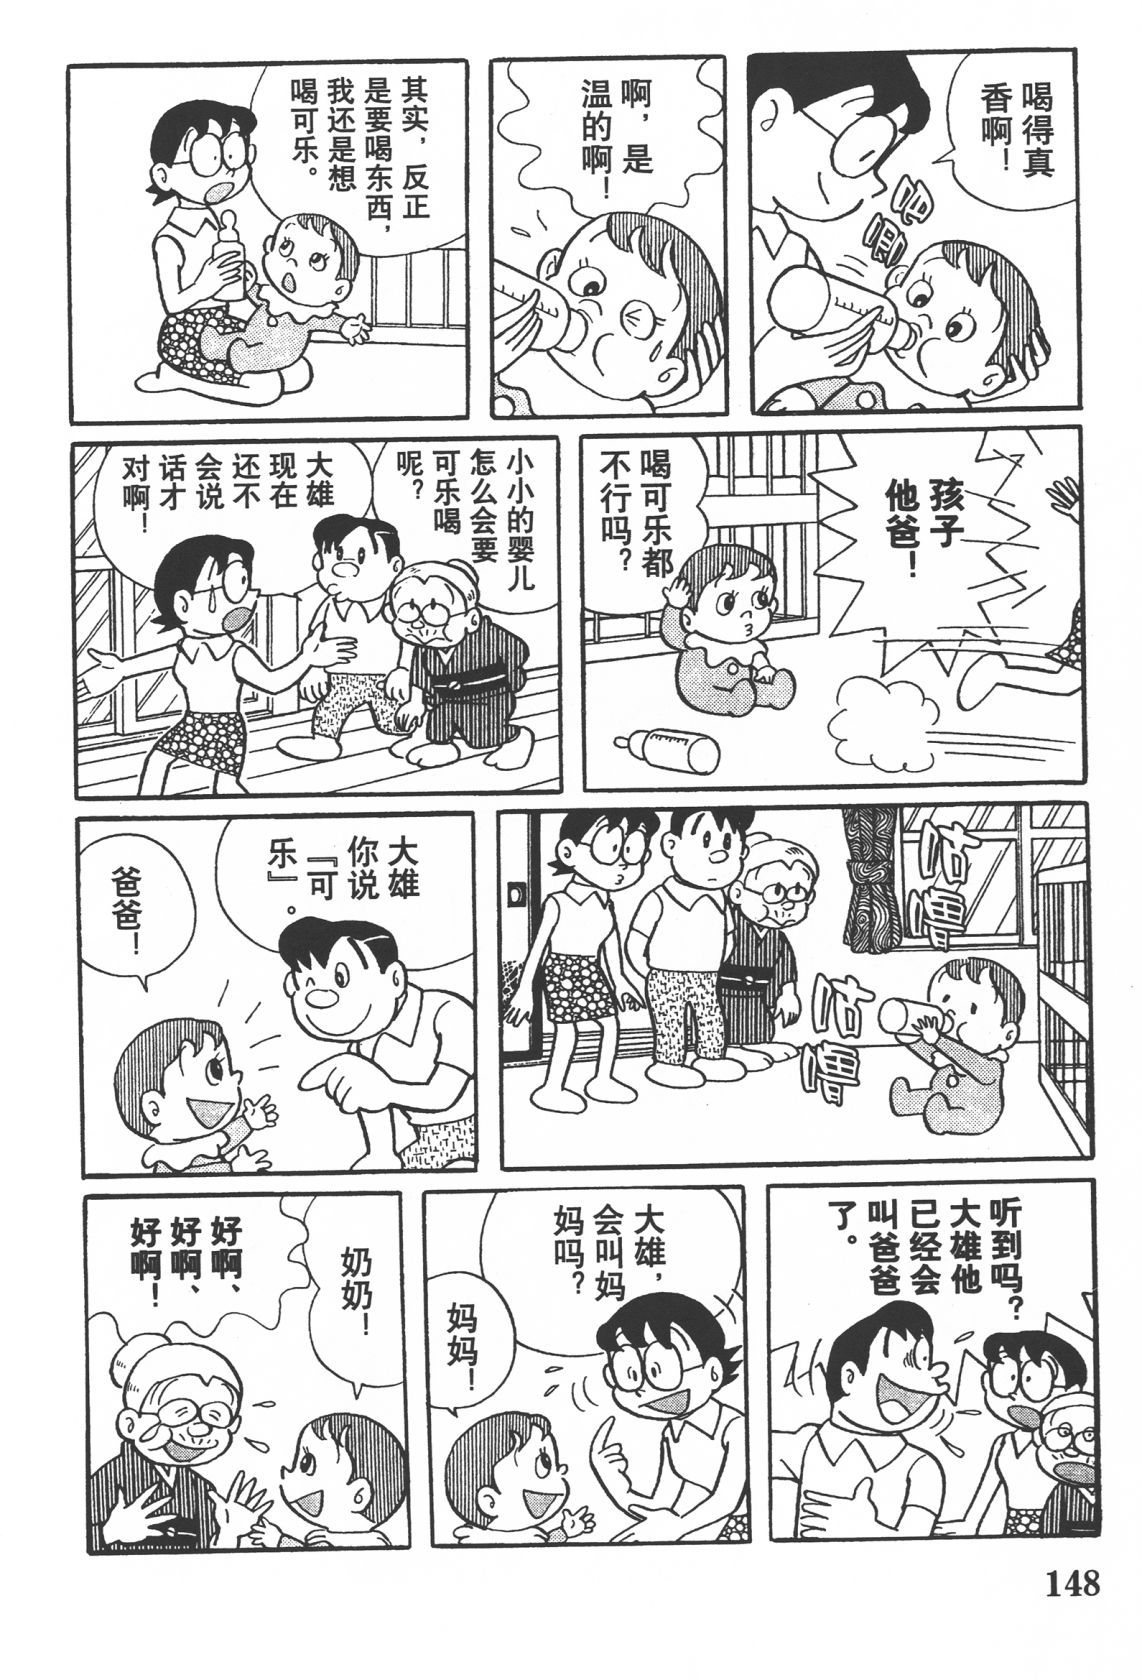 喝得真
香啊！
吧唧
啊，是
温的啊！
其实，反正
是要喝东西，
我还是想
喝可乐。
孩子
他爸！
喝可乐都
不行吗？
小小的婴儿
怎么会要
可乐喝
呢？
大雄
现在
还不
会说
话才
对啊！
咕噜
咕噜
大雄
你说
『可
乐』。
爸爸！
听到吗？
大雄他
已经会
叫爸爸
了。
大雄，
会叫妈
妈吗？
妈妈！
奶奶！
好啊、
好啊、
好啊！
148